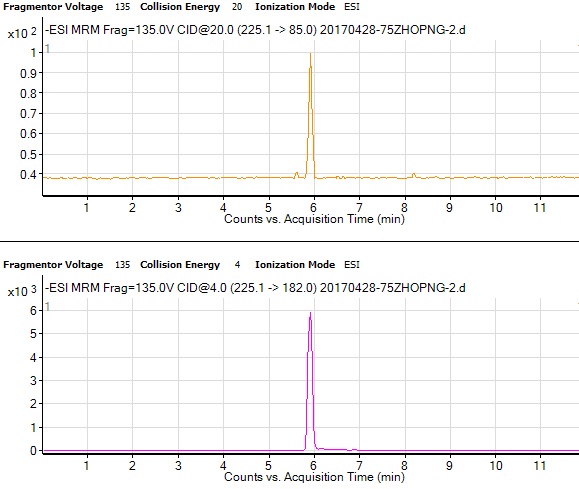 Fragmentor Voltage 135 Collision Energy 20 Ionization Mode ESI
-ESI MRM Frag=135.0V CID@20.0 (225.1 -> 85.0) 20170428-75ZHOPNG-2.d
x10 2
1
1
0.9
0.8
0.7
0.6
0.5
0.4
1 2 3 4 5 6 7 8 9 10 11
Counts vs. Acquisition Time (min)
Fragmentor Voltage 135 Collision Energy 4 Ionization Mode ESI
-ESI MRM Frag=135.0V CID@4.0 (225.1 -> 182.0) 20170428-75ZHOPNG-2.d
x10 3
1
6
5
4
3
2
1
0
1 2 3 4 5 6 7 8 9 10 11
Counts vs. Acquisition Time (min)